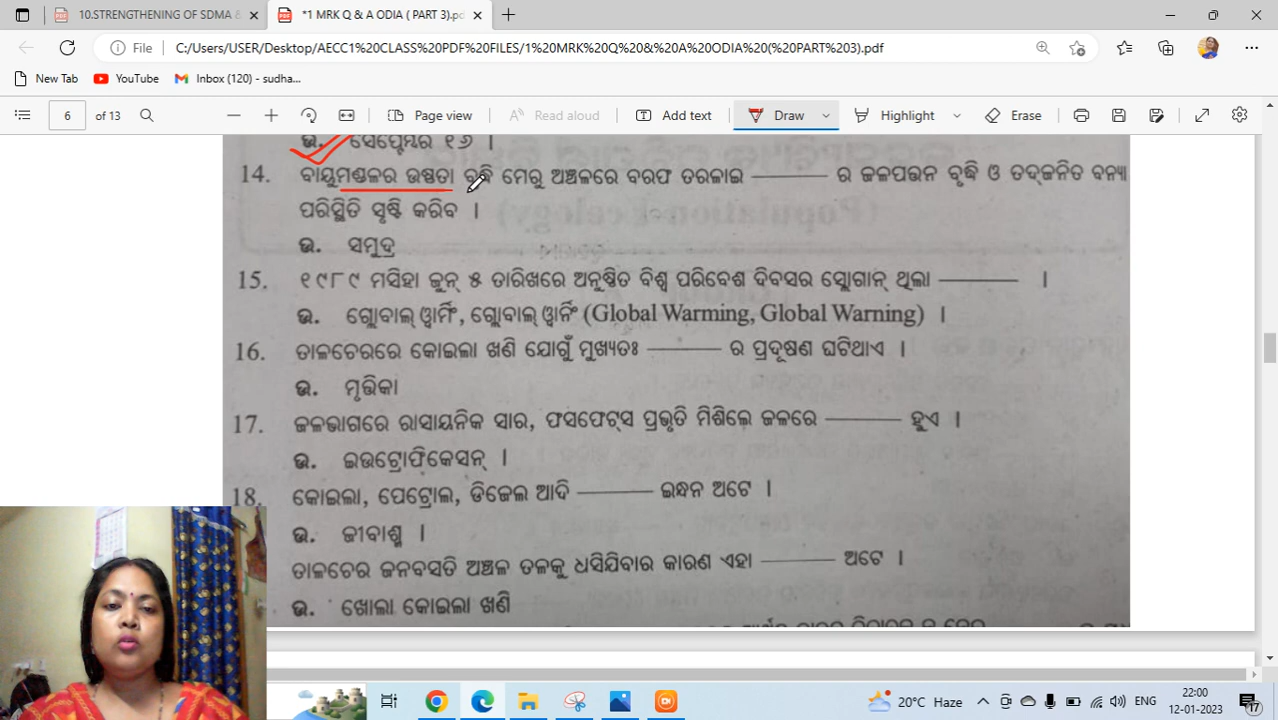 10.STRENGTHENING OF SDMA &
*1 MRK Q & A ODIA ( PART 3).pd
File C:/Users/USER/Desktop/AECC1%20CLASS%20PDF%20FILES/1%20MRK%20Q%20&%20A%20ODIA%20(%20PART%203).pdf
New Tab YouTube Inbox (120) - sudha...
6 of 13 Page view Read aloud Add text Draw Highlight Erase
ଉ. ସେପ୍ଟେମ୍ବର ୧୬ ।
14. ବାୟୁମଣ୍ଡଳର ଉଷ୍ଣତା ବୃଦ୍ଧି ମେରୁ ଅଞ୍ଚଳରେ ବରଫ ତରଳାଇ ——— ର ଜଳପତ୍ତନ ବୃଦ୍ଧି ଓ ତଦ୍‌ଜନିତ ବନ୍ୟା
ପରିସ୍ଥିତି ସୃଷ୍ଟି କରିବ ।
ଉ. ସମୁଦ୍ର
15. ୧୯୮୯ ମସିହା ଜୁନ୍ ୫ ତାରିଖରେ ଅନୁଷ୍ଠିତ ବିଶ୍ୱ ପରିବେଶ ଦିବସର ସ୍ଲୋଗାନ୍ ଥିଲା ——— ।
ଉ. ଗ୍ଲୋବାଲ୍ ୱାର୍ମିଂ, ଗ୍ଲୋବାଲ୍ ୱାର୍ନିଂ (Global Warming, Global Warning) ।
16. ତାଳଚେରରେ କୋଇଲା ଖଣି ଯୋଗୁଁ ମୁଖ୍ୟତଃ ——— ର ପ୍ରଦୂଷଣ ଘଟିଥାଏ ।
ଉ. ମୃତ୍ତିକା
17. ଜଳଭାଗରେ ରାସାୟନିକ ସାର, ଫସଫେଟ୍‌ସ ପ୍ରଭୃତି ମିଶିଲେ ଜଳରେ ——— ହୁଏ ।
ଉ. ଇଉଟ୍ରୋଫିକେସନ୍ ।
18. କୋଇଲା, ପେଟ୍ରୋଲ, ଡିଜେଲ ଆଦି ——— ଇନ୍ଧନ ଅଟେ ।
ଉ. ଜୀବାଶ୍ମ ।
ତାଳଚେର ଜନବସତି ଅଞ୍ଚଳ ତଳକୁ ଧସିଯିବାର କାରଣ ଏହା ——— ଅଟେ ।
ଉ. ଖୋଲା କୋଇଲା ଖଣି
20°C Haze ENG 22:00
12-01-2023 17